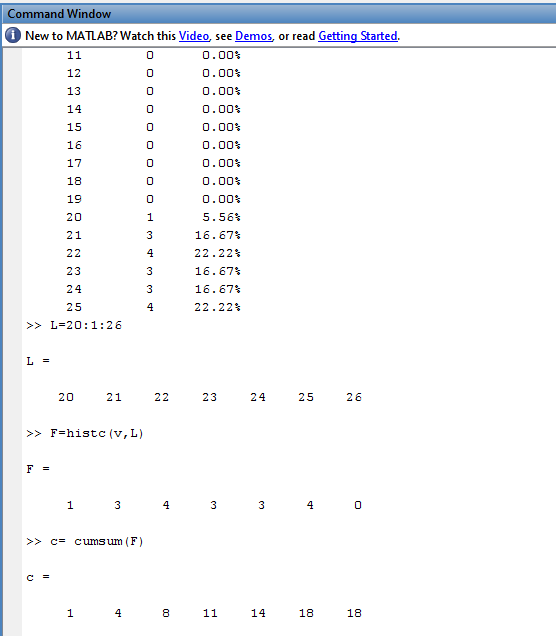 Command Window
New to MATLAB? Watch this Video, see Demos, or read Getting Started.
11 0 0.00%
12 0 0.00%
13 0 0.00%
14 0 0.00%
15 0 0.00%
16 0 0.00%
17 0 0.00%
18 0 0.00%
19 0 0.00%
20 1 5.56%
21 3 16.67%
22 4 22.22%
23 3 16.67%
24 3 16.67%
25 4 22.22%
>> L=20:1:26
L =
20 21 22 23 24 25 26
>> F=histc(v,L)
F =
1 3 4 3 3 4 0
>> c= cumsum(F)
c =
1 4 8 11 14 18 18